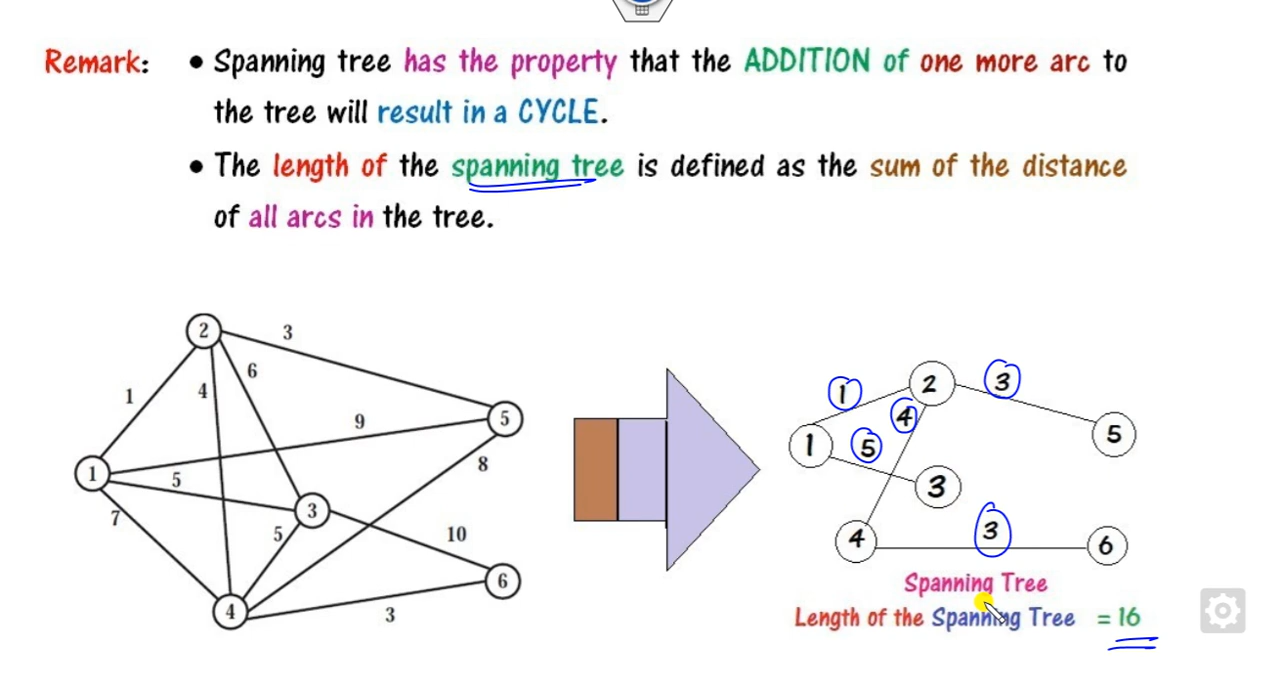 Remark: • Spanning tree has the property that the ADDITION of one more arc to
the tree will result in a CYCLE.
• The length of the spanning tree is defined as the sum of the distance
of all arcs in the tree.
2 3
6
1 4
9 5
1 5 8
7 3
5 10
6
4 3
1 2 3
4
1 5 5
3
4 3 6
Spanning Tree
Length of the Spanning Tree = 16